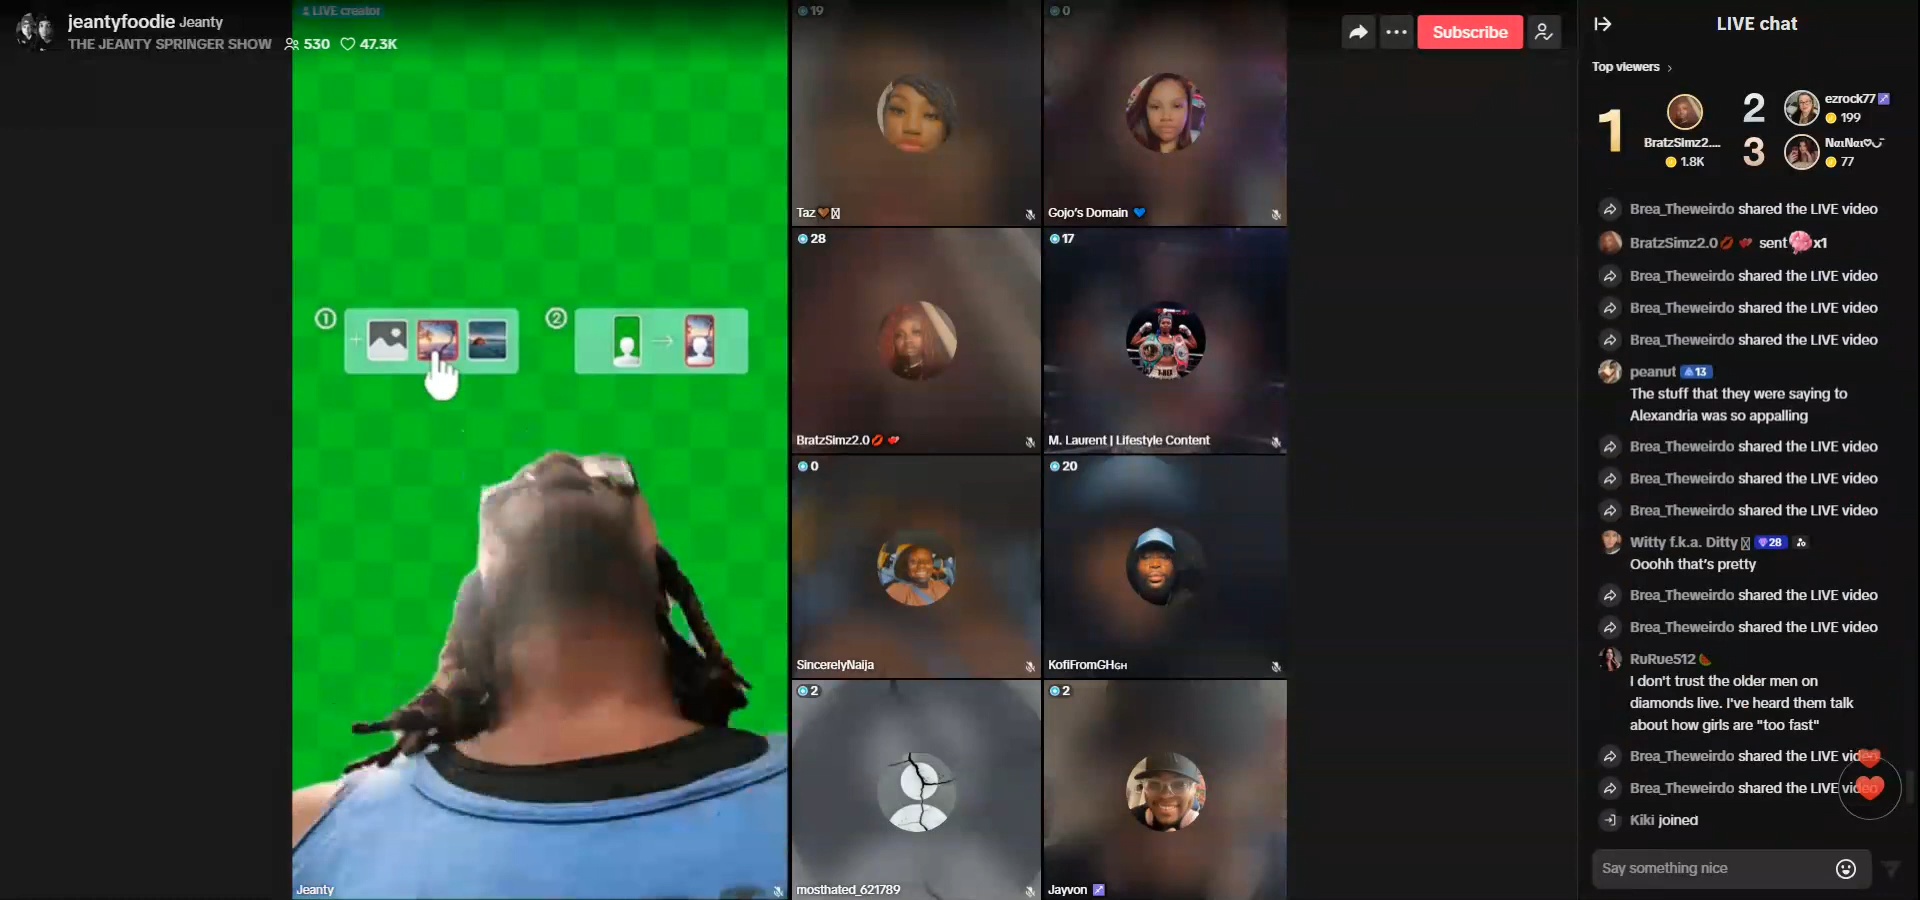 jeantyfoodie Jeanty
THE JEANTY SPRINGER SHOW 530 47.3K
LIVE creator
1
2
Jeanty
19
Taz
0
Gojo's Domain
28
BratzSimz2.0
17
M. Laurent | Lifestyle Content
0
SincerelyNaija
20
KofiFromGHGH
2
mosthated_621789
2
Jayvon
Subscribe
LIVE chat
Top viewers
1
BratzSimz2....
1.8K
2
ezrock77
199
3
NαιNαι
77
Brea_Theweirdo shared the LIVE video
BratzSimz2.0 sent x1
Brea_Theweirdo shared the LIVE video
Brea_Theweirdo shared the LIVE video
Brea_Theweirdo shared the LIVE video
peanut 13
The stuff that they were saying to
Alexandria was so appalling
Brea_Theweirdo shared the LIVE video
Brea_Theweirdo shared the LIVE video
Brea_Theweirdo shared the LIVE video
Witty f.k.a. Ditty 28
Ooohh that's pretty
Brea_Theweirdo shared the LIVE video
Brea_Theweirdo shared the LIVE video
RuRue512
I don't trust the older men on
diamonds live. I've heard them talk
about how girls are "too fast"
Brea_Theweirdo shared the LIVE video
Brea_Theweirdo shared the LIVE video
Kiki joined
Say something nice